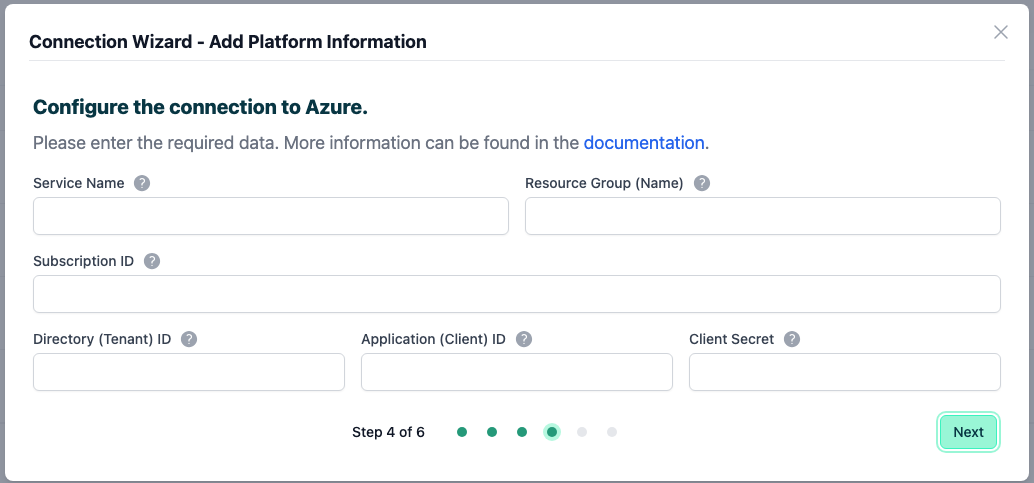 Connection Wizard - Add Platform Information
Configure the connection to Azure.
Please enter the required data. More information can be found in the documentation.
Service Name ?
Resource Group (Name) ?
Subscription ID ?
Directory (Tenant) ID ?
Application (Client) ID ?
Client Secret ?
Step 4 of 6
Next